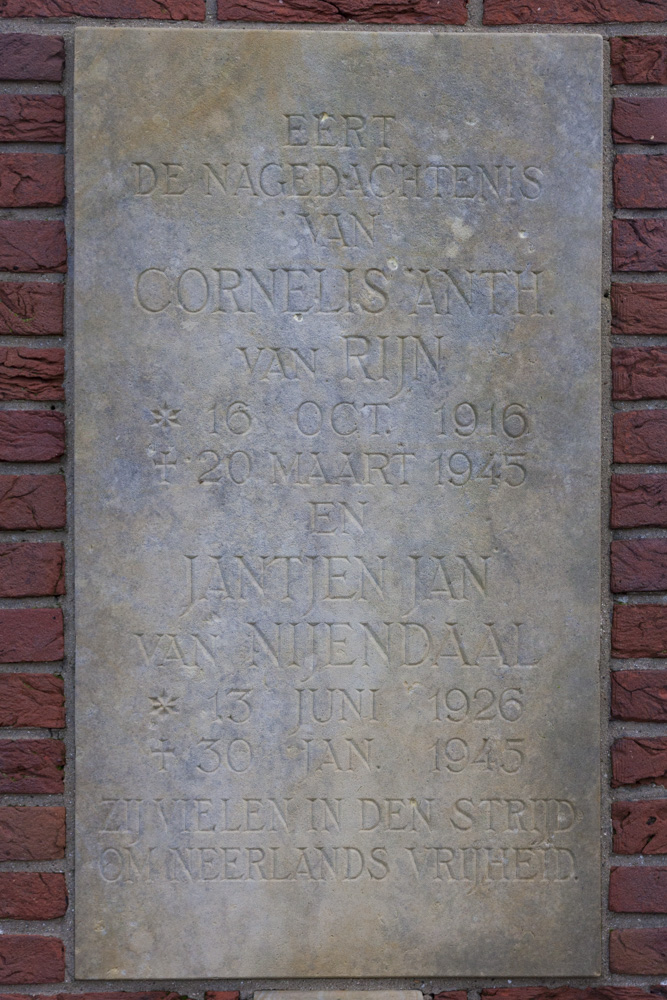 EERT
DE NAGEDACHTENIS
VAN
CORNELIS ANTH.
VAN RIJN
* 16 OCT. 1916
† 20 MAART 1945
EN
JANTJEN JAN
VAN NIJENDAAL
* 13 JUNI 1926
† 30 JAN. 1945
ZIJ VIELEN IN DEN STRIJD
OM NEERLANDS VRIJHEID.